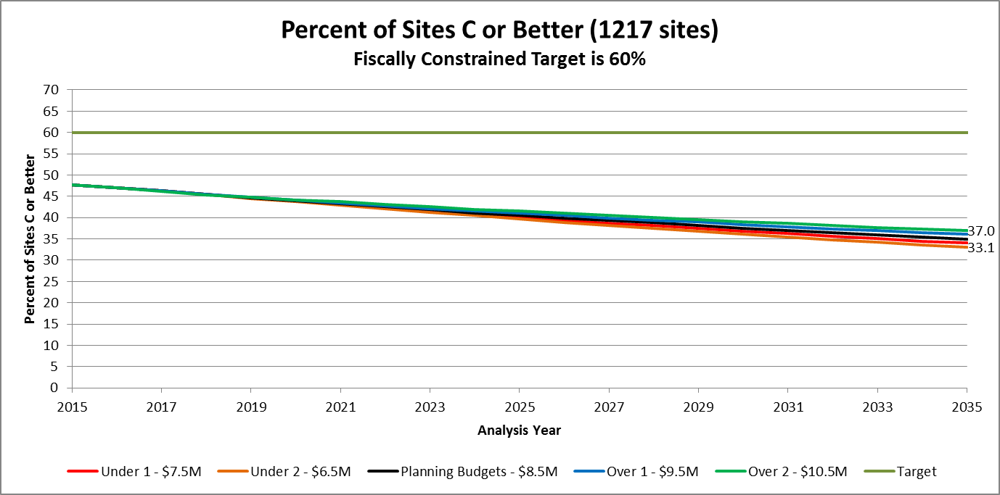 Percent of Sites C or Better (1217 sites)
Fiscally Constrained Target is 60%
Percent of Sites C or Better
70
65
60
55
50
45
40
35
30
25
20
15
10
5
0
37.0
33.1
2015 2017 2019 2021 2023 2025 2027 2029 2031 2033 2035
Analysis Year
Under 1 - $7.5M Under 2 - $6.5M Planning Budgets - $8.5M Over 1 - $9.5M Over 2 - $10.5M Target